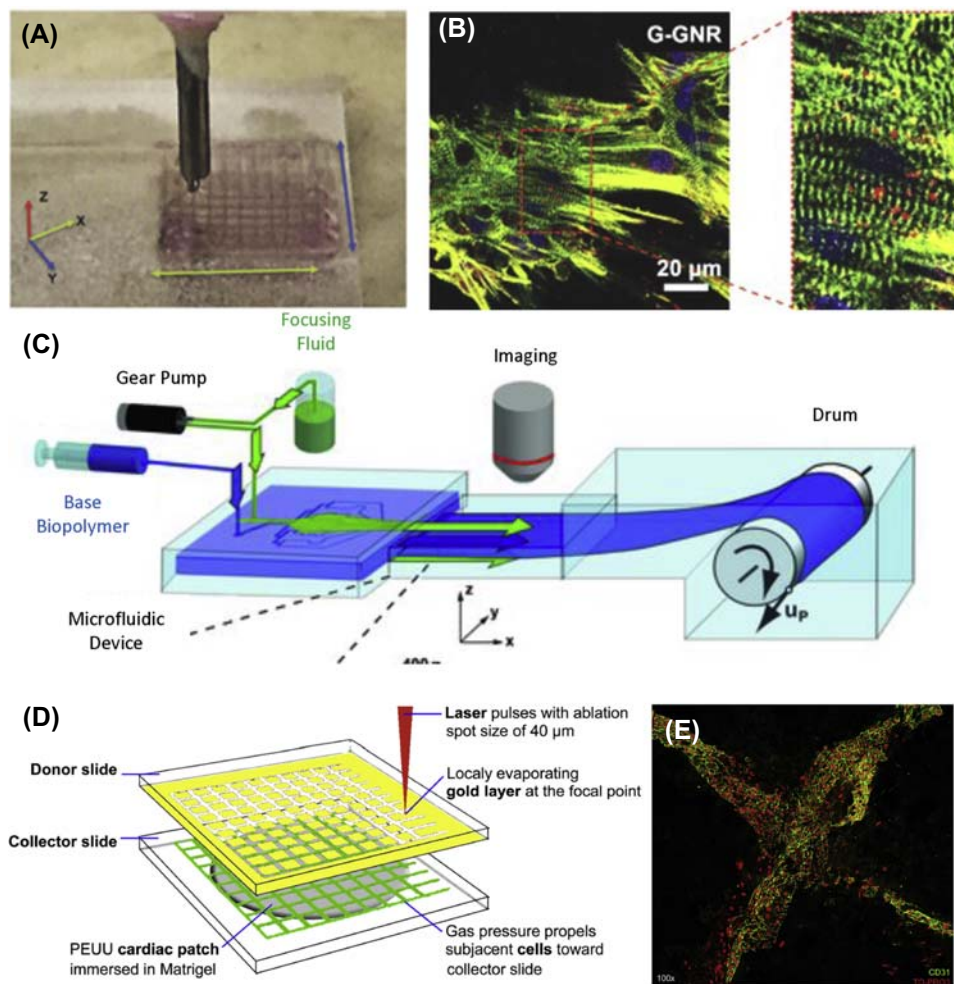 (A)
Z
X
Y
(B)
G-GNR
20 µm
(C)
Focusing
Fluid
Gear Pump
Base
Biopolymer
Imaging
Drum
Microfluidic
Device
z
y
x
u_P
(D)
Donor slide
Collector slide
Laser pulses with ablation
spot size of 40 µm
Localy evaporating
gold layer at the focal point
PEUU cardiac patch
immersed in Matrigel
Gas pressure propels
subjacent cells toward
collector slide
(E)
100x
CD31